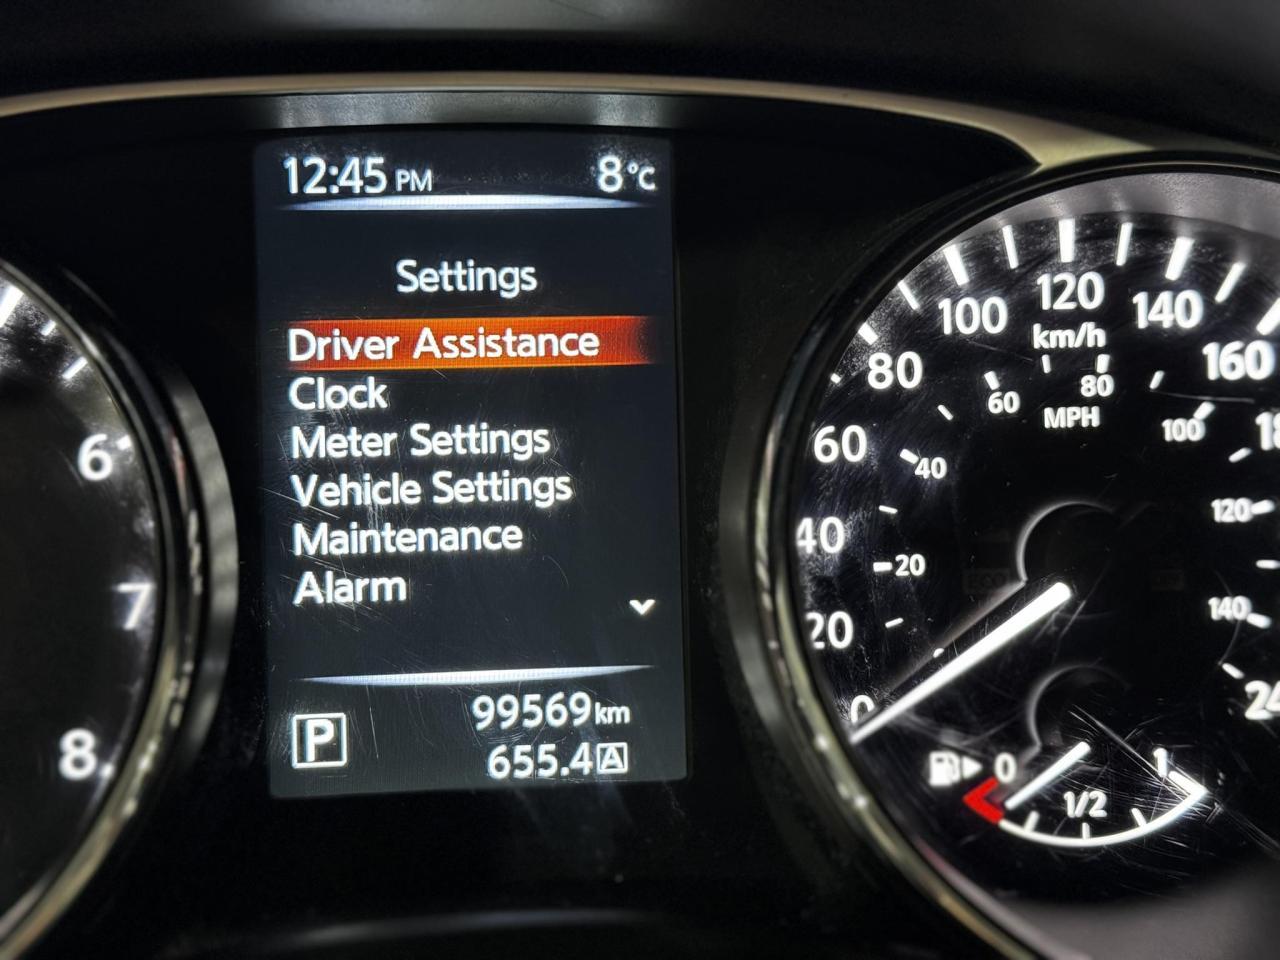 12:45 PM 8°C
Settings
Driver Assistance
Clock
Meter Settings
Vehicle Settings
Maintenance
Alarm
P 99569 km
655.4 A
6
7
8
0
20
40
60
80
100
120
140
160
km/h
20
40
60
80
100
120
140
MPH
0
1/2
1